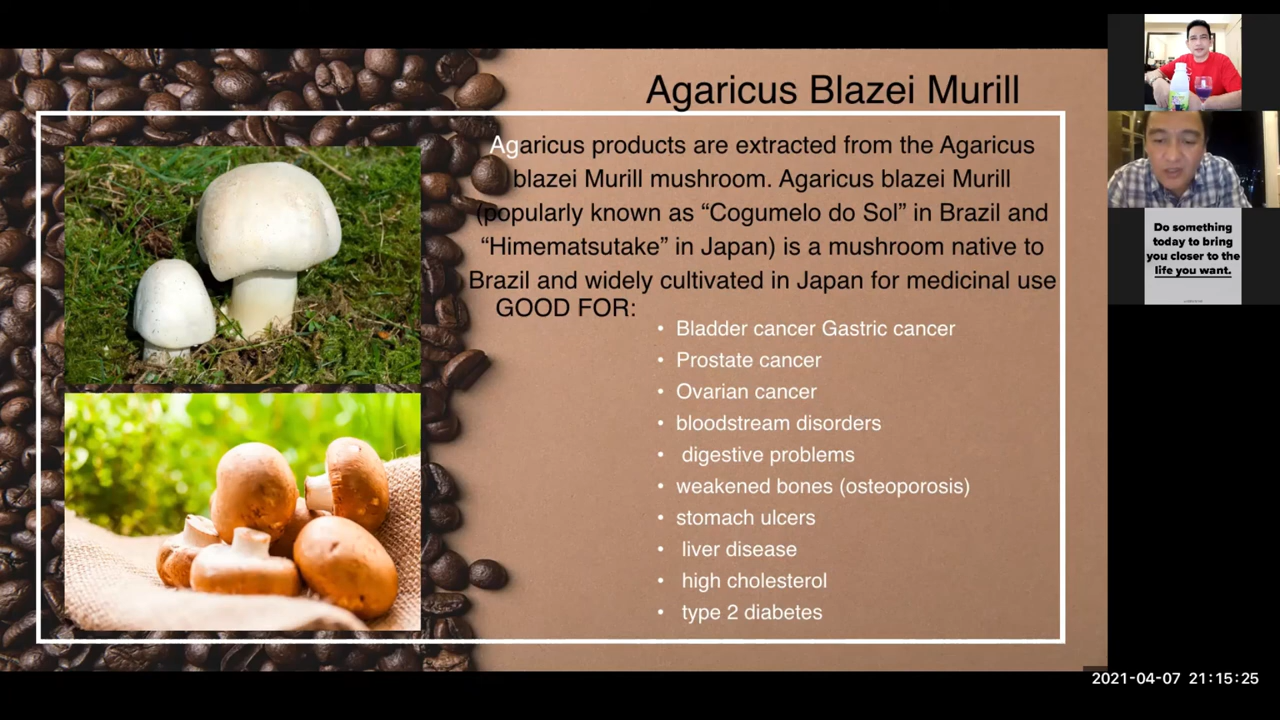 Agaricus Blazei Murill
Agaricus products are extracted from the Agaricus
blazei Murill mushroom. Agaricus blazei Murill
(popularly known as “Cogumelo do Sol” in Brazil and
“Himematsutake” in Japan) is a mushroom native to
Brazil and widely cultivated in Japan for medicinal use
GOOD FOR:
• Bladder cancer Gastric cancer
• Prostate cancer
• Ovarian cancer
• bloodstream disorders
• digestive problems
• weakened bones (osteoporosis)
• stomach ulcers
• liver disease
• high cholesterol
• type 2 diabetes
Do something
today to bring
you closer to the
life you want.
2021-04-07 21:15:25